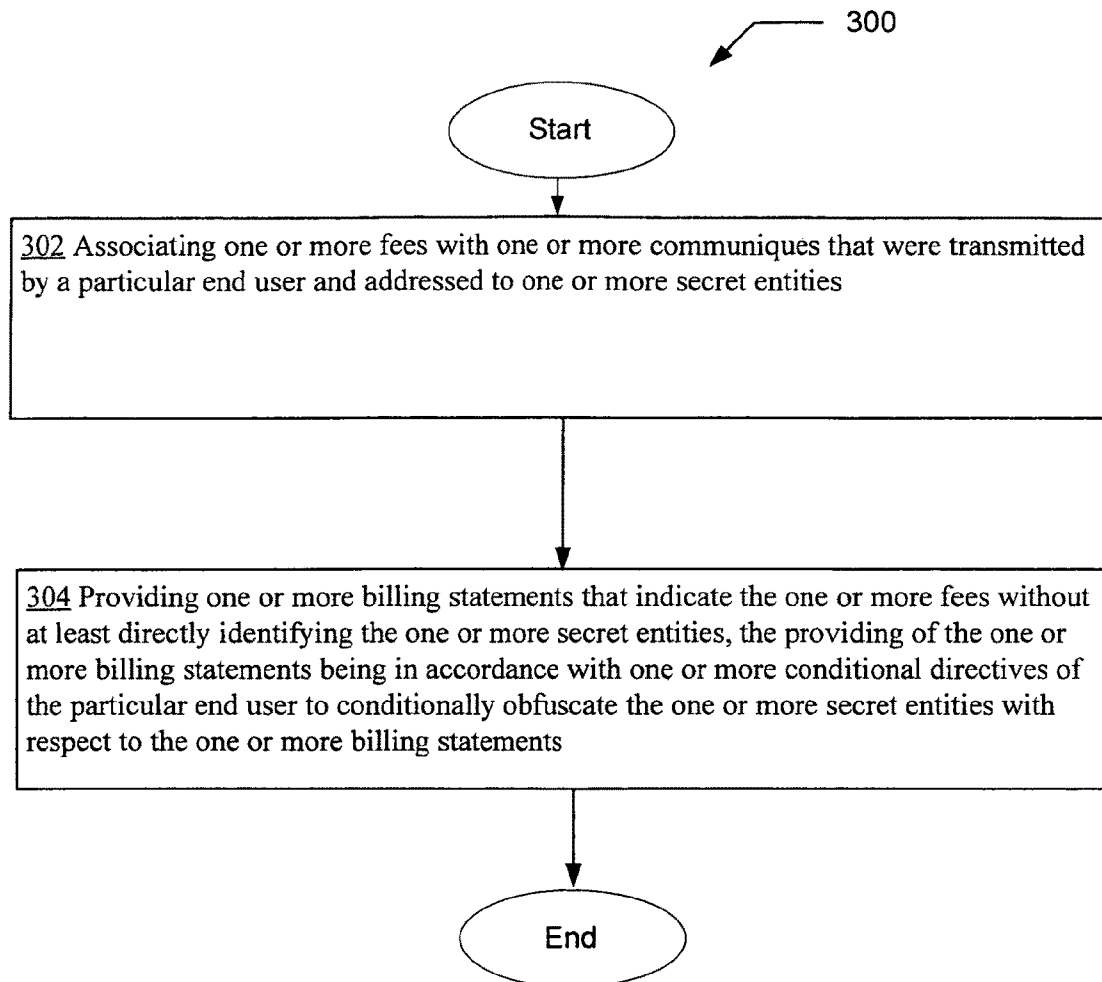 300
Start
302 Associating one or more fees with one or more communiques that were transmitted
by a particular end user and addressed to one or more secret entities
304 Providing one or more billing statements that indicate the one or more fees without
at least directly identifying the one or more secret entities, the providing of the one or
more billing statements being in accordance with one or more conditional directives of
the particular end user to conditionally obfuscate the one or more secret entities with
respect to the one or more billing statements
End